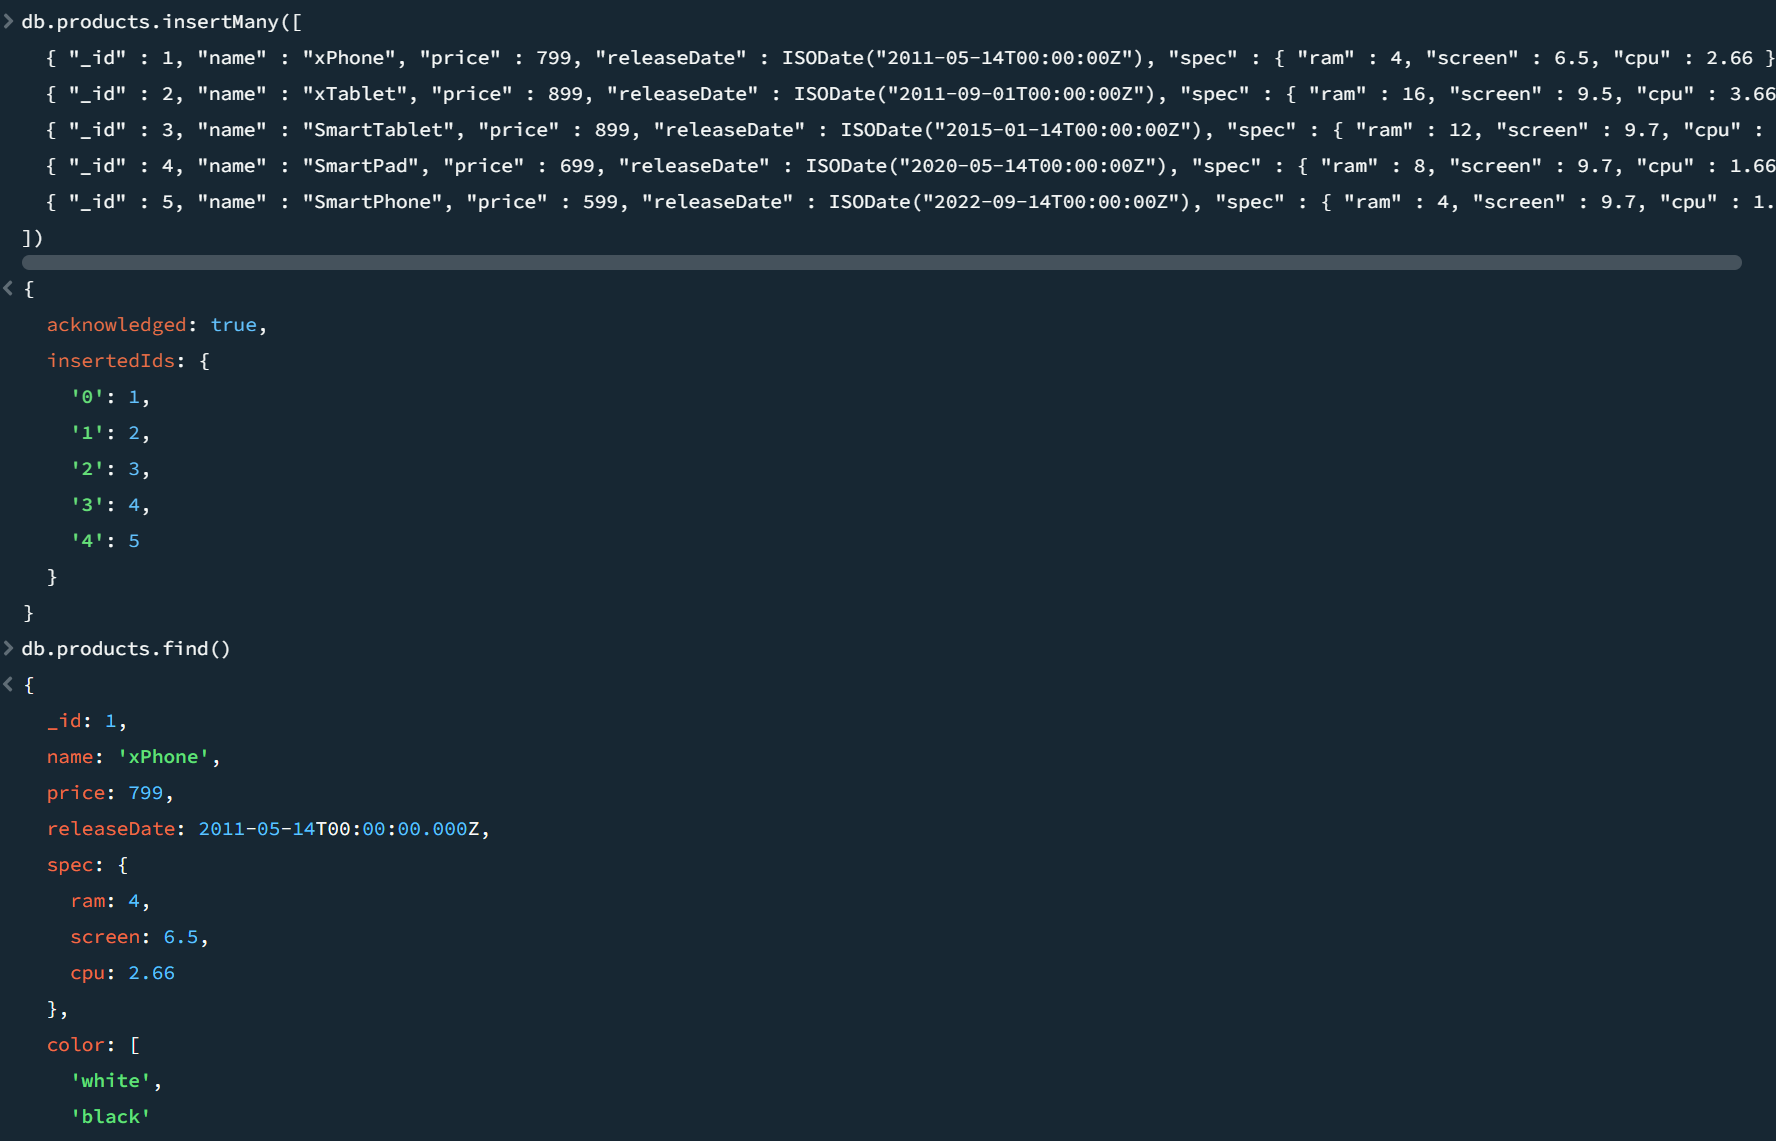 db.products.insertMany([
{ "_id" : 1, "name" : "xPhone", "price" : 799, "releaseDate" : ISODate("2011-05-14T00:00:00Z"), "spec" : { "ram" : 4, "screen" : 6.5, "cpu" : 2.66 }
{ "_id" : 2, "name" : "xTablet", "price" : 899, "releaseDate" : ISODate("2011-09-01T00:00:00Z"), "spec" : { "ram" : 16, "screen" : 9.5, "cpu" : 3.66
{ "_id" : 3, "name" : "SmartTablet", "price" : 899, "releaseDate" : ISODate("2015-01-14T00:00:00Z"), "spec" : { "ram" : 12, "screen" : 9.7, "cpu" :
{ "_id" : 4, "name" : "SmartPad", "price" : 699, "releaseDate" : ISODate("2020-05-14T00:00:00Z"), "spec" : { "ram" : 8, "screen" : 9.7, "cpu" : 1.66
{ "_id" : 5, "name" : "SmartPhone", "price" : 599, "releaseDate" : ISODate("2022-09-14T00:00:00Z"), "spec" : { "ram" : 4, "screen" : 9.7, "cpu" : 1.
])
{
acknowledged: true,
insertedIds: {
'0': 1,
'1': 2,
'2': 3,
'3': 4,
'4': 5
}
}
db.products.find()
{
_id: 1,
name: 'xPhone',
price: 799,
releaseDate: 2011-05-14T00:00:00.000Z,
spec: {
ram: 4,
screen: 6.5,
cpu: 2.66
},
color: [
'white',
'black'